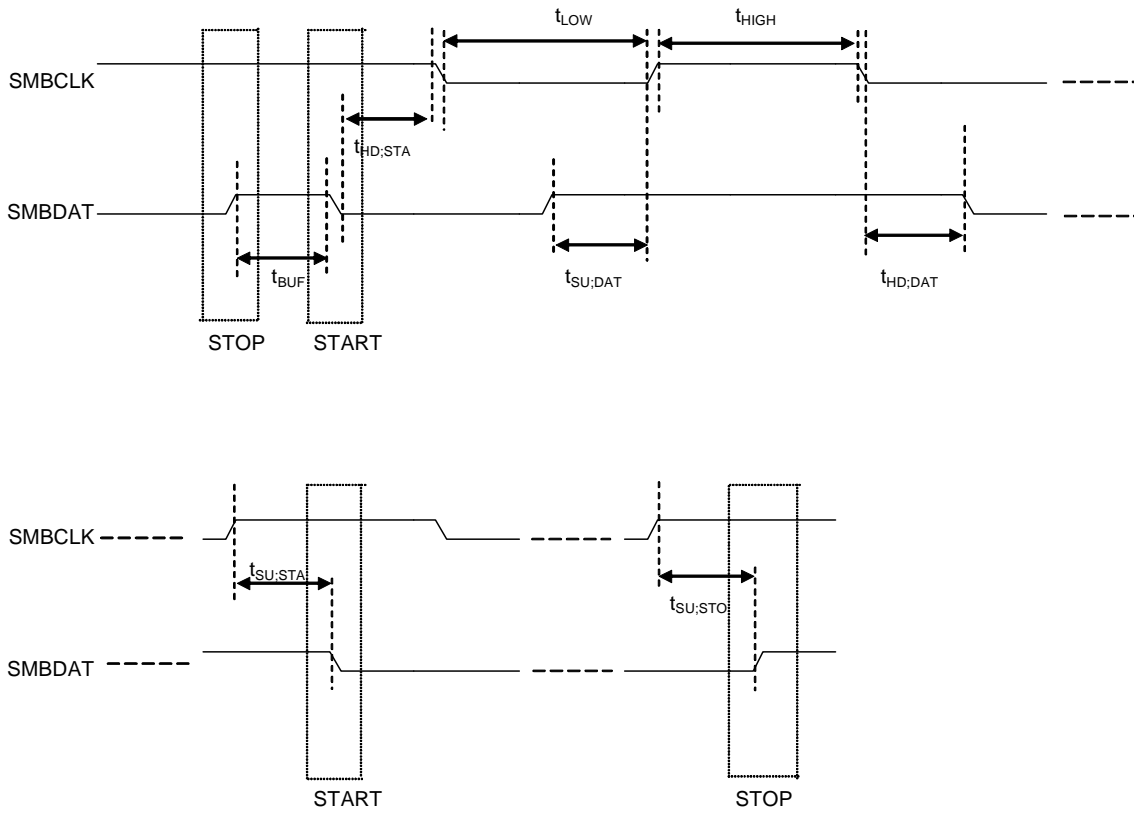 tLOW
tHIGH
SMBCLK
tHD;STA
SMBDAT
tBUF
tSU;DAT
tHD;DAT
STOP
START
SMBCLK
tSU;STA
tSU;STO
SMBDAT
START
STOP